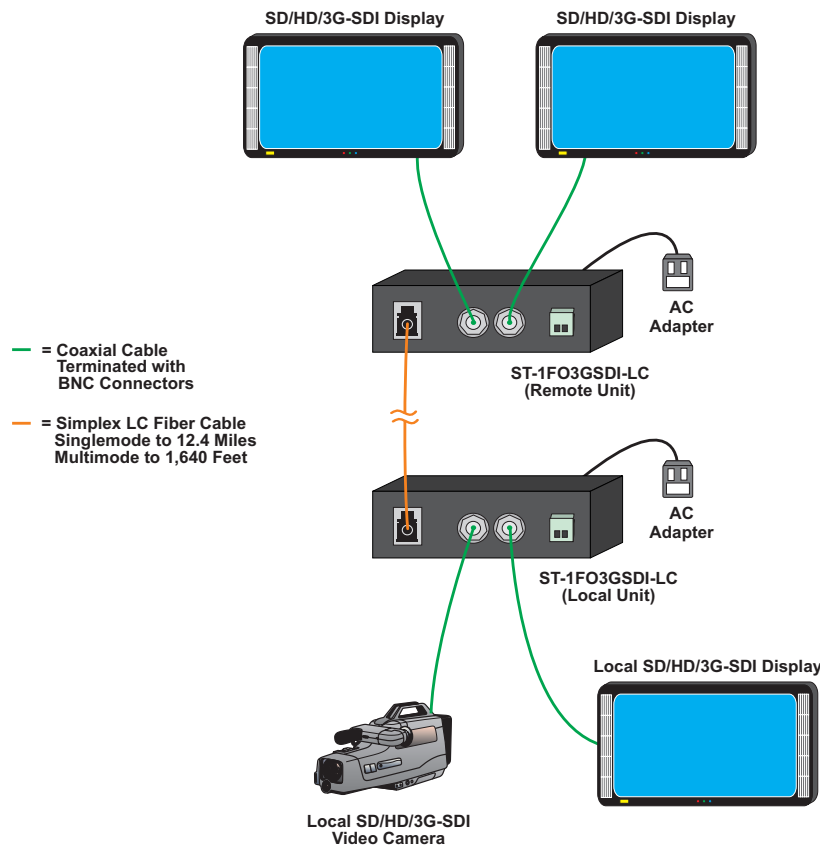 SD/HD/3G-SDI Display
SD/HD/3G-SDI Display
AC
Adapter
ST-1FO3GSDI-LC
(Remote Unit)
= Coaxial Cable
Terminated with
BNC Connectors
= Simplex LC Fiber Cable
Singlemode to 12.4 Miles
Multimode to 1,640 Feet
AC
Adapter
ST-1FO3GSDI-LC
(Local Unit)
Local SD/HD/3G-SDI Display
Local SD/HD/3G-SDI
Video Camera